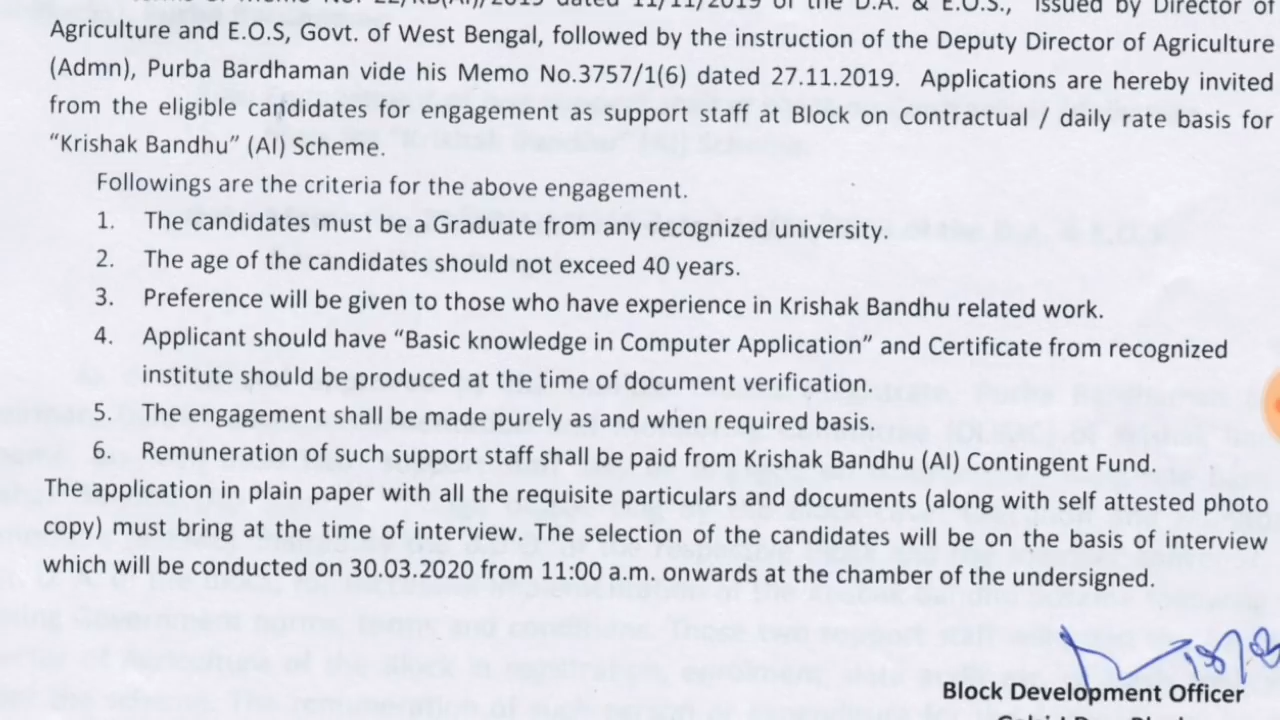 dated 11/11/2019 of the D.A. & E.O.S., issued by Director of
Agriculture and E.O.S, Govt. of West Bengal, followed by the instruction of the Deputy Director of Agriculture
(Admn), Purba Bardhaman vide his Memo No.3757/1(6) dated 27.11.2019. Applications are hereby invited
from the eligible candidates for engagement as support staff at Block on Contractual / daily rate basis for
“Krishak Bandhu” (AI) Scheme.
Followings are the criteria for the above engagement.
1. The candidates must be a Graduate from any recognized university.
2. The age of the candidates should not exceed 40 years.
3. Preference will be given to those who have experience in Krishak Bandhu related work.
4. Applicant should have “Basic knowledge in Computer Application” and Certificate from recognized
institute should be produced at the time of document verification.
5. The engagement shall be made purely as and when required basis.
6. Remuneration of such support staff shall be paid from Krishak Bandhu (AI) Contingent Fund.
The application in plain paper with all the requisite particulars and documents (along with self attested photo
copy) must bring at the time of interview. The selection of the candidates will be on the basis of interview
which will be conducted on 30.03.2020 from 11:00 a.m. onwards at the chamber of the undersigned.
Block Development Officer